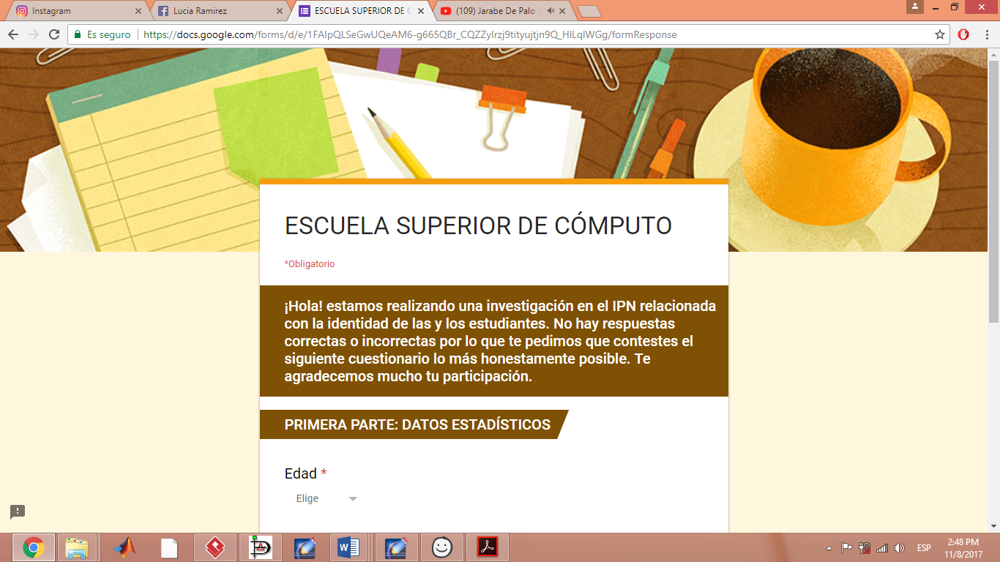 Instagram
Lucia Ramirez
ESCUELA SUPERIOR DE C
(109) Jarabe De Palo -
Es seguro
https://docs.google.com/forms/d/e/1FAIpQLSeGwUQeAM6-g665QBr_CQZZyIrzj9tityujtjn9Q_HILqlWGg/formResponse
ESCUELA SUPERIOR DE CÓMPUTO
*Obligatorio
¡Hola! estamos realizando una investigación en el IPN relacionada
con la identidad de las y los estudiantes. No hay respuestas
correctas o incorrectas por lo que te pedimos que contestes el
siguiente cuestionario lo más honestamente posible. Te
agradecemos mucho tu participación.
PRIMERA PARTE: DATOS ESTADÍSTICOS
Edad *
Elige
ESP
2:48 PM
11/8/2017